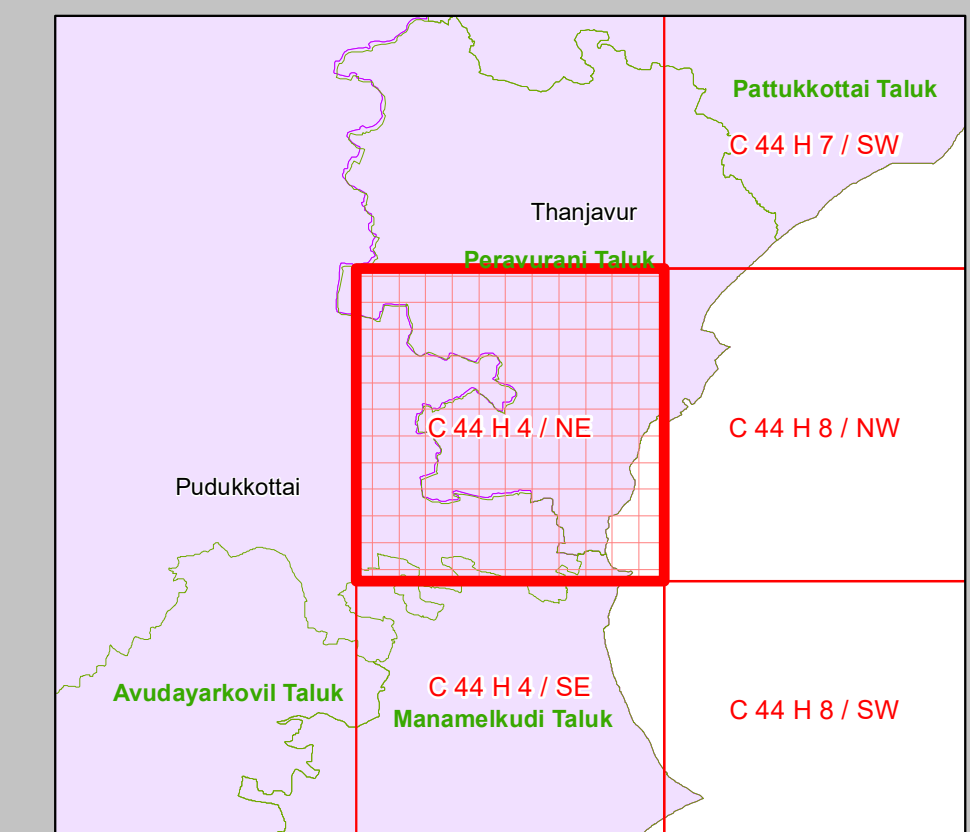 Pattukkottai Taluk
C 44 H 7 / SW
Thanjavur
Peravurani Taluk
C 44 H 4 / NE
C 44 H 8 / NW
Pudukkottai
C 44 H 4 / SE
Avudayarkovil Taluk
C 44 H 8 / SW
Manamelkudi Taluk